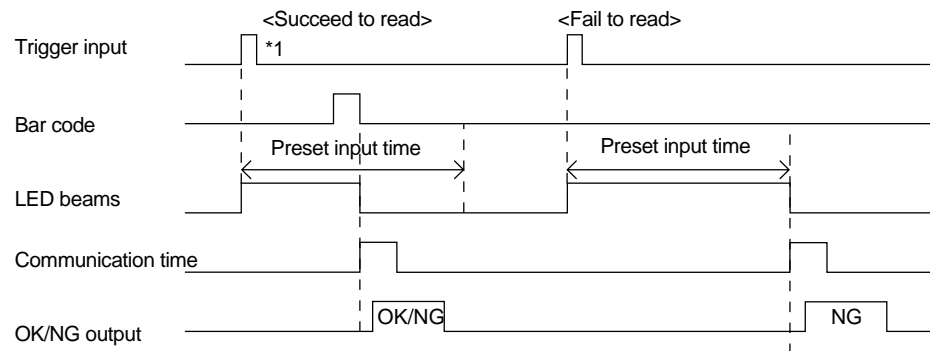 <Succeed to read>
<Fail to read>
Trigger input
*1
Bar code
Preset input time
Preset input time
LED beams
Communication time
OK/NG output
OK/NG
NG